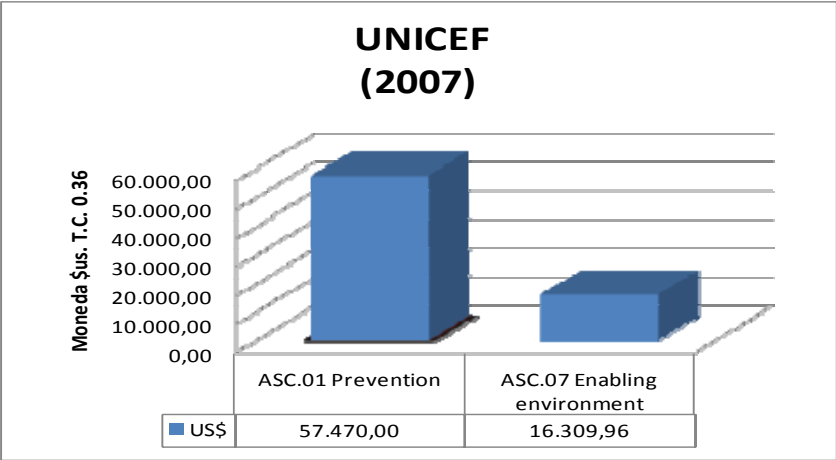 UNICEF
(2007)
Moneda $us. T.C. 0.36
60.000,00
50.000,00
40.000,00
30.000,00
20.000,00
10.000,00
0,00
ASC.01 Prevention
ASC.07 Enabling
environment
US$ 57.470,00 16.309,96